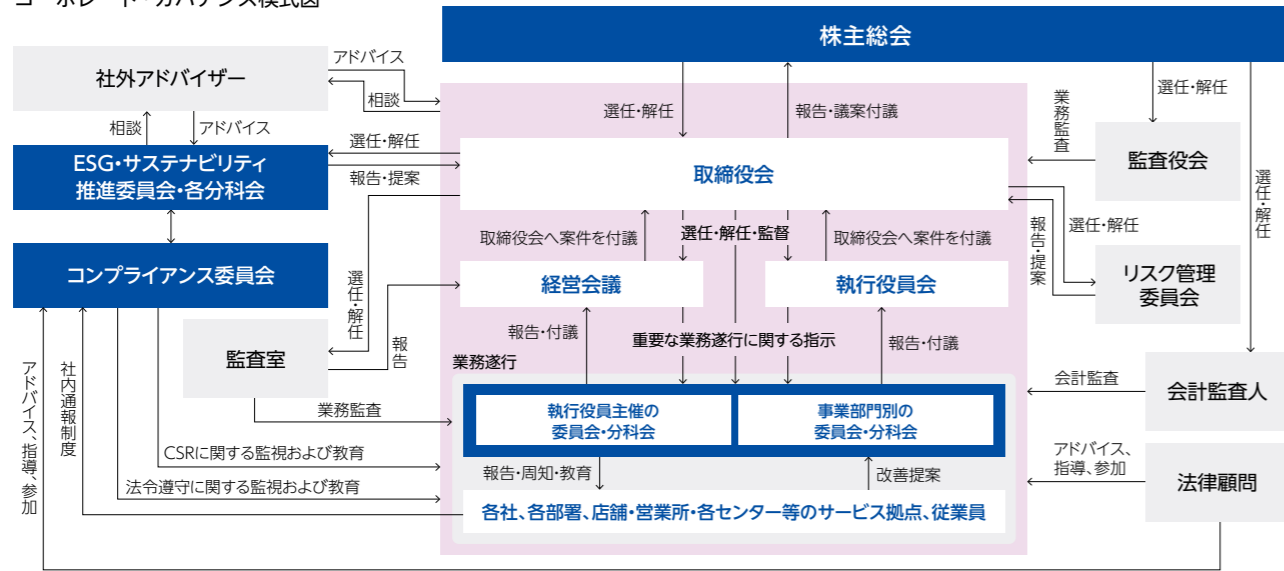 コーポレート・ガバナンス模式図
株主総会
社外アドバイザー
アドバイス
相談
選任・解任
報告・議案付議
業務監査
選任・解任
監査役会
選任・解任
相談
アドバイス
ESG・サステナビリティ
推進委員会・各分科会
選任・解任
報告・提案
取締役会
選任・解任
報告・提案
リスク管理
委員会
取締役会へ案件を付議
選任・解任・監督
取締役会へ案件を付議
コンプライアンス委員会
選任・解任
経営会議
執行役員会
監査室
報告
報告・付議
重要な業務遂行に関する指示
報告・付議
業務遂行
会計監査
会計監査人
アドバイス、指導、参加
社内通報制度
業務監査
執行役員主催の
委員会・分科会
事業部門別の
委員会・分科会
CSRに関する監視および教育
報告・周知・教育
改善提案
アドバイス、
指導、参加
法律顧問
法令遵守に関する監視および教育
各社、各部署、店舗・営業所・各センター等のサービス拠点、従業員